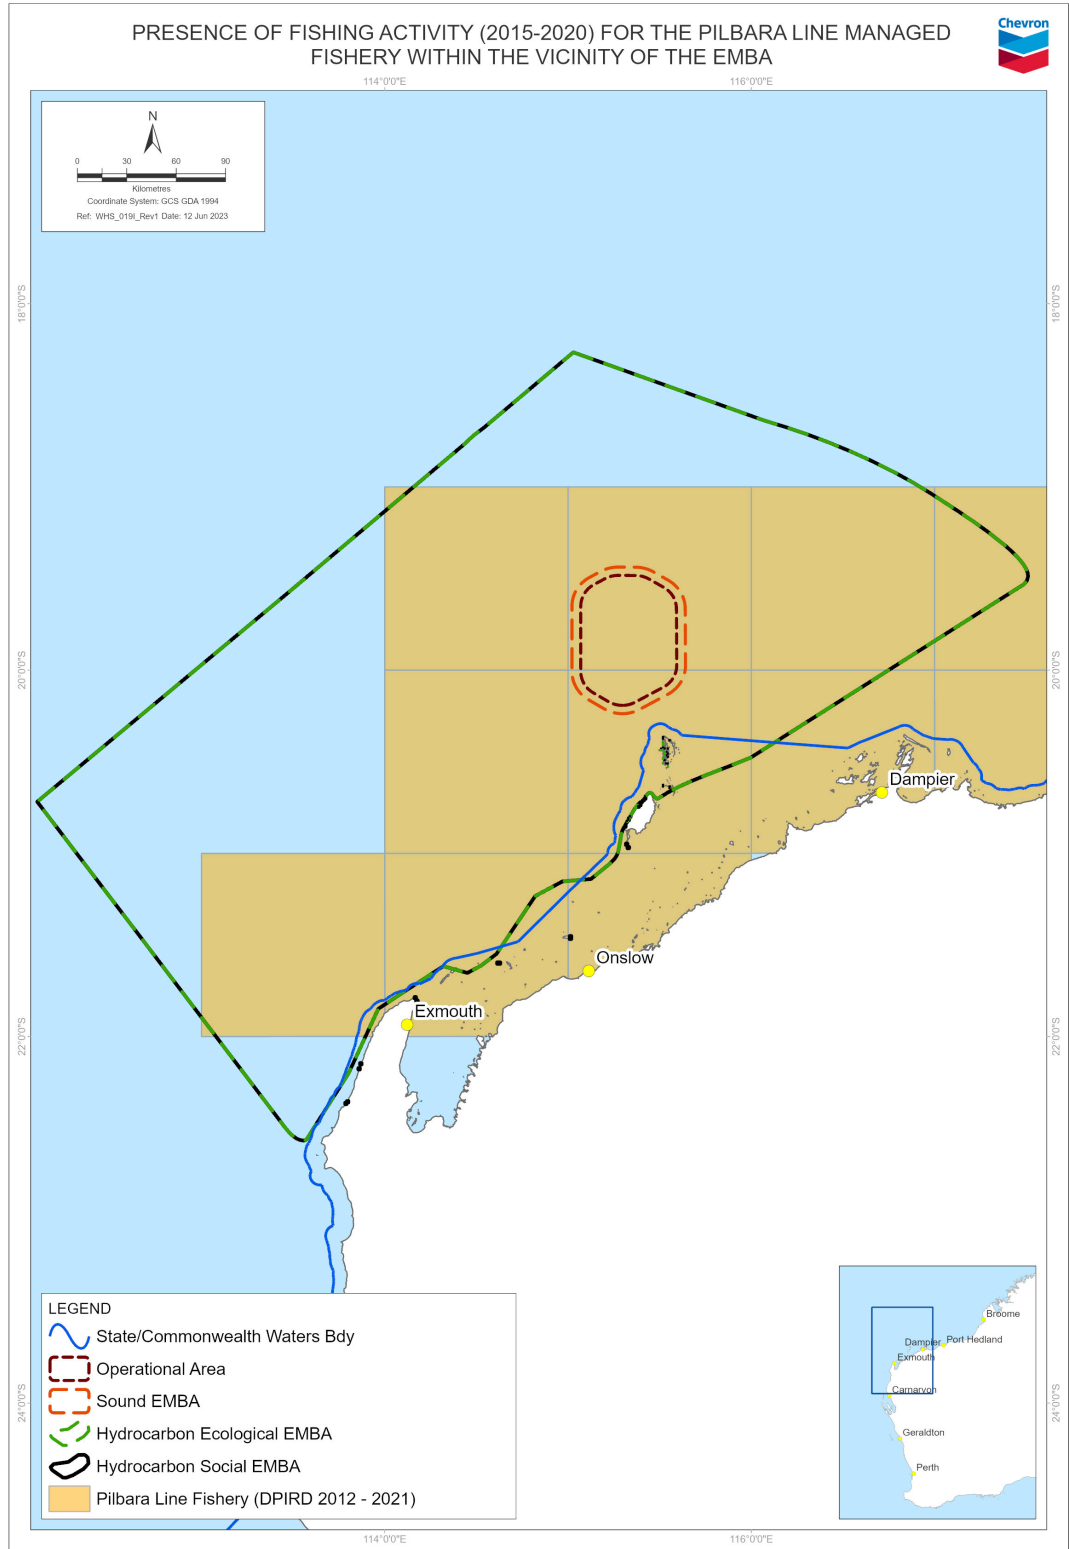 PRESENCE OF FISHING ACTIVITY (2015-2020) FOR THE PILBARA LINE MANAGED
FISHERY WITHIN THE VICINITY OF THE EMBA
Chevron
114°0'0"E
116°0'0"E
N
0 30 60 90
Kilometres
Coordinate System: GCS GDA 1994
Ref: WHS_019I_Rev1 Date: 12 Jun 2023
18°0'0"S
18°0'0"S
20°0'0"S
20°0'0"S
Dampier
Onslow
Exmouth
22°0'0"S
22°0'0"S
LEGEND
State/Commonwealth Waters Bdy
Operational Area
Sound EMBA
Hydrocarbon Ecological EMBA
Hydrocarbon Social EMBA
Pilbara Line Fishery (DPIRD 2012 - 2021)
Broome
Dampier
Port Hedland
Exmouth
Carnarvon
Geraldton
Perth
24°0'0"S
24°0'0"S
114°0'0"E
116°0'0"E